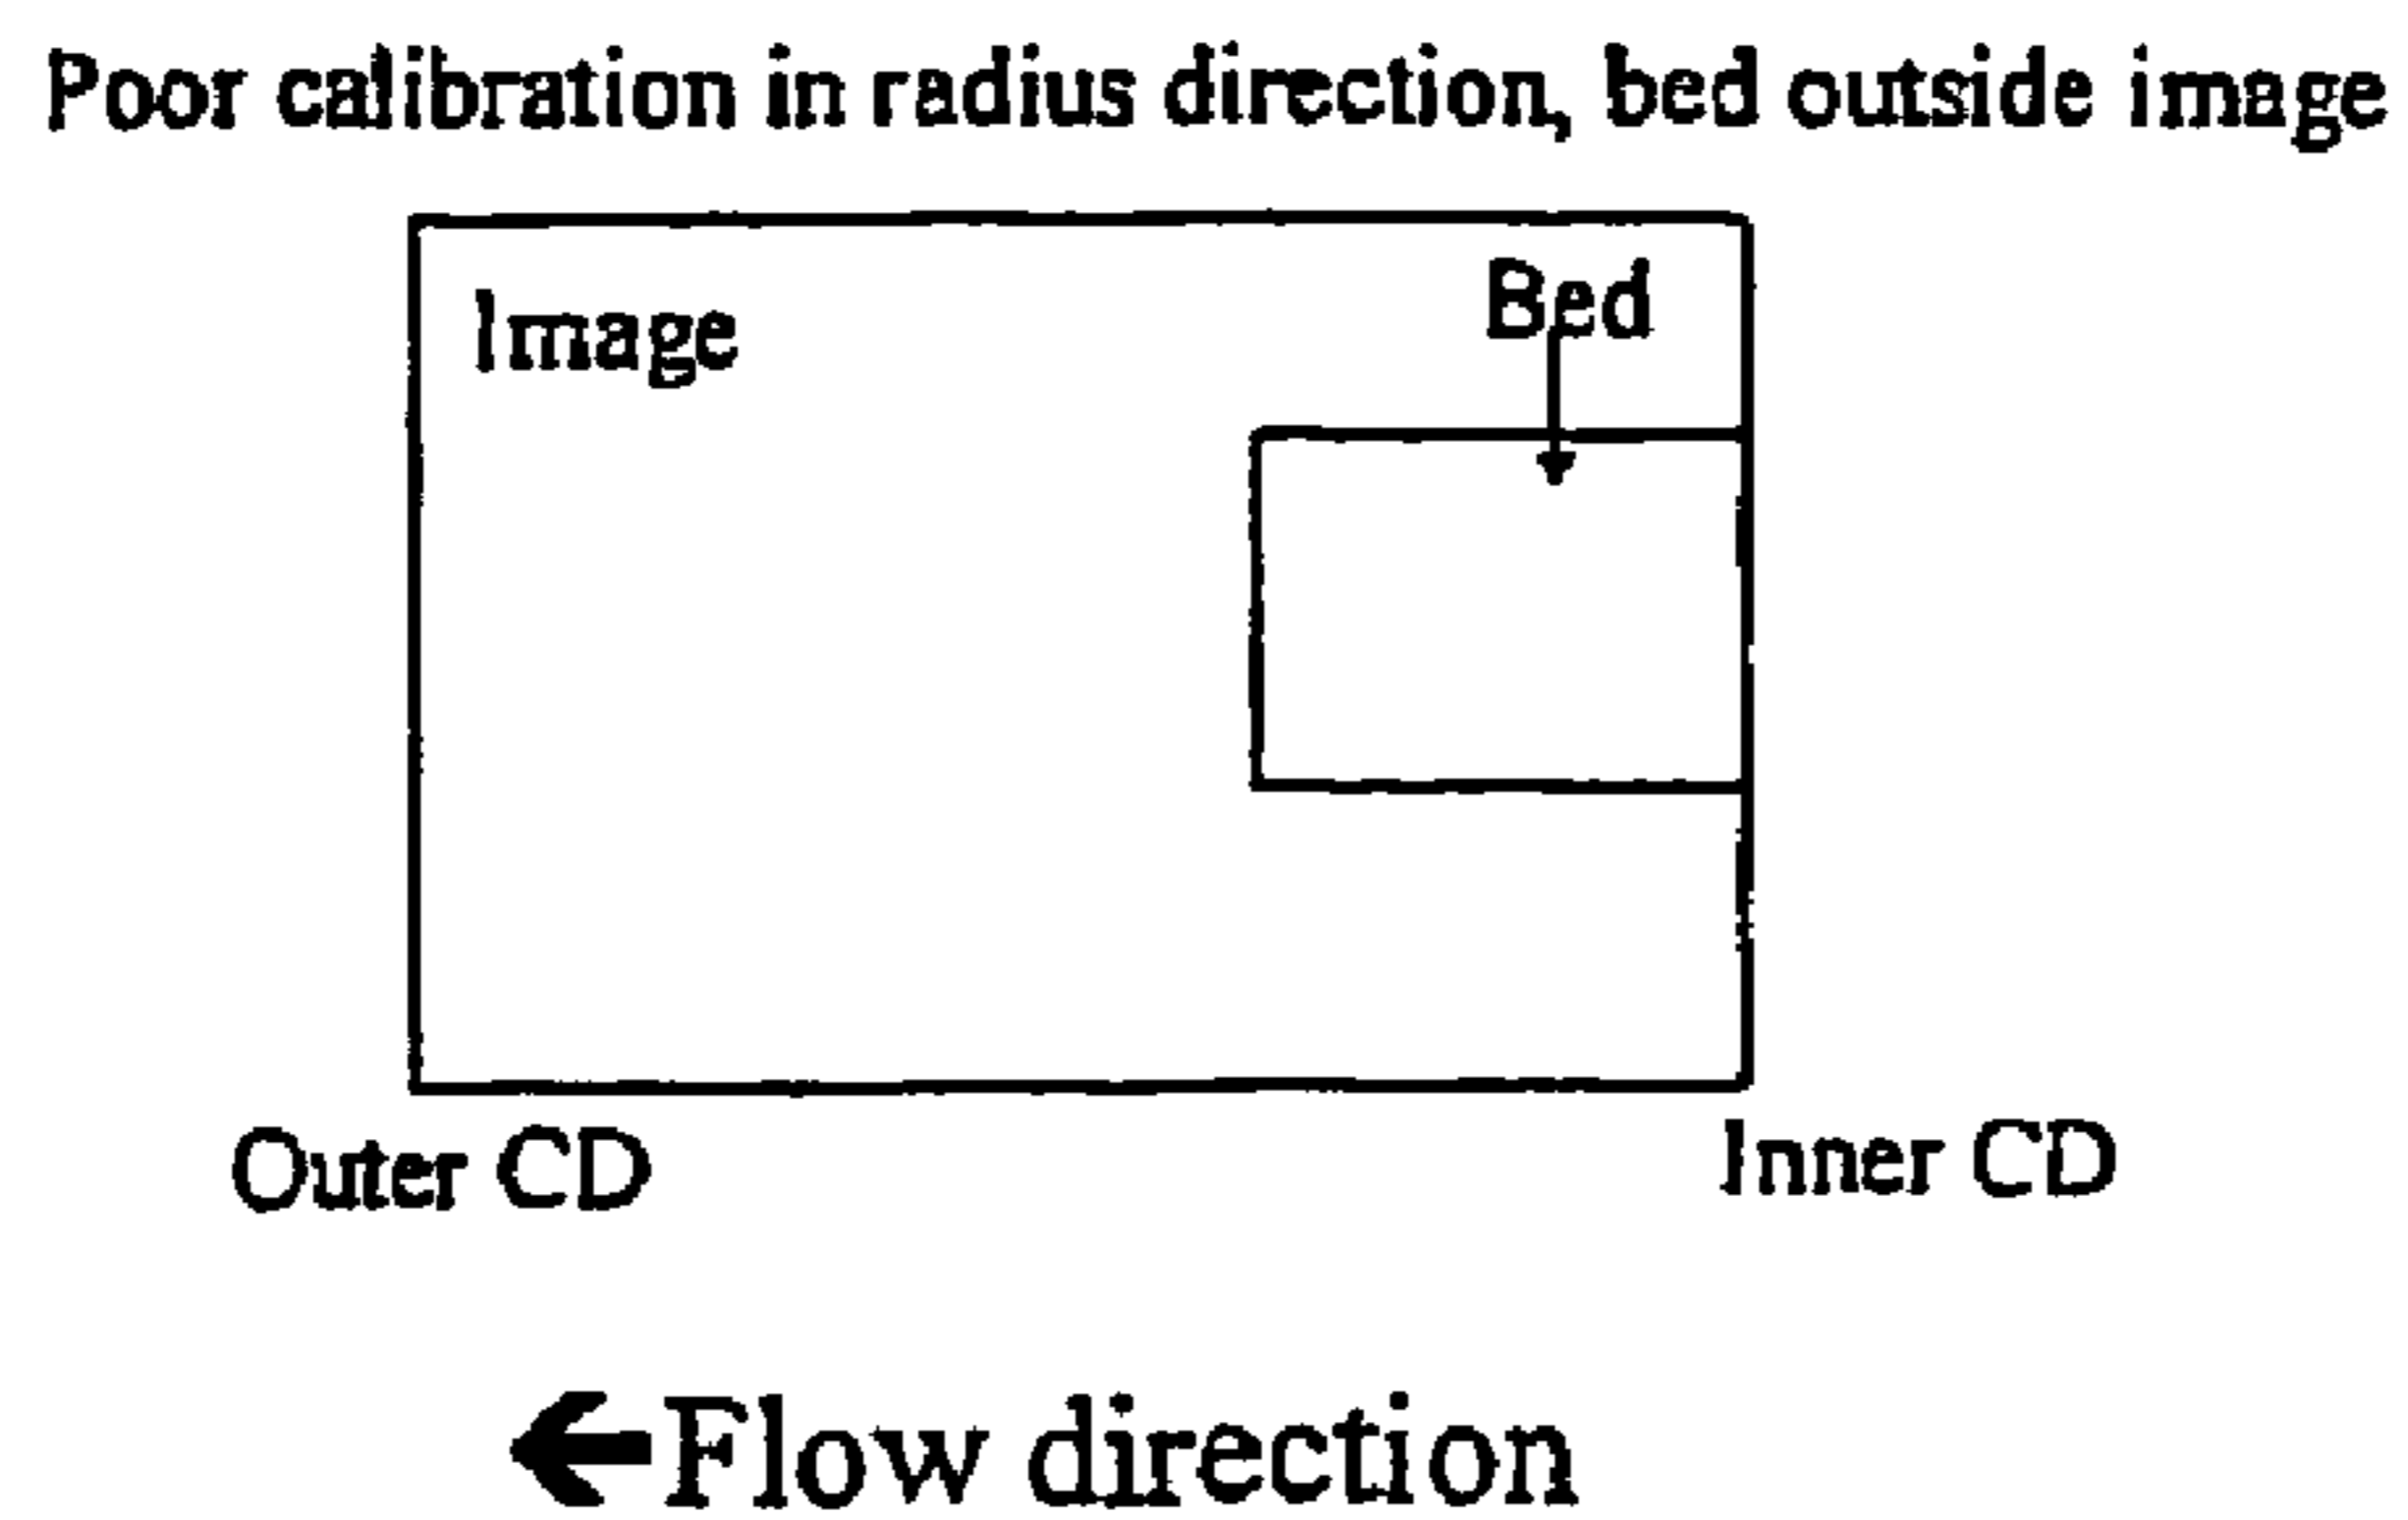 Poor calibration in radius direction, bed outside image
Image
Bed
Outer CD
Inner CD
Flow direction